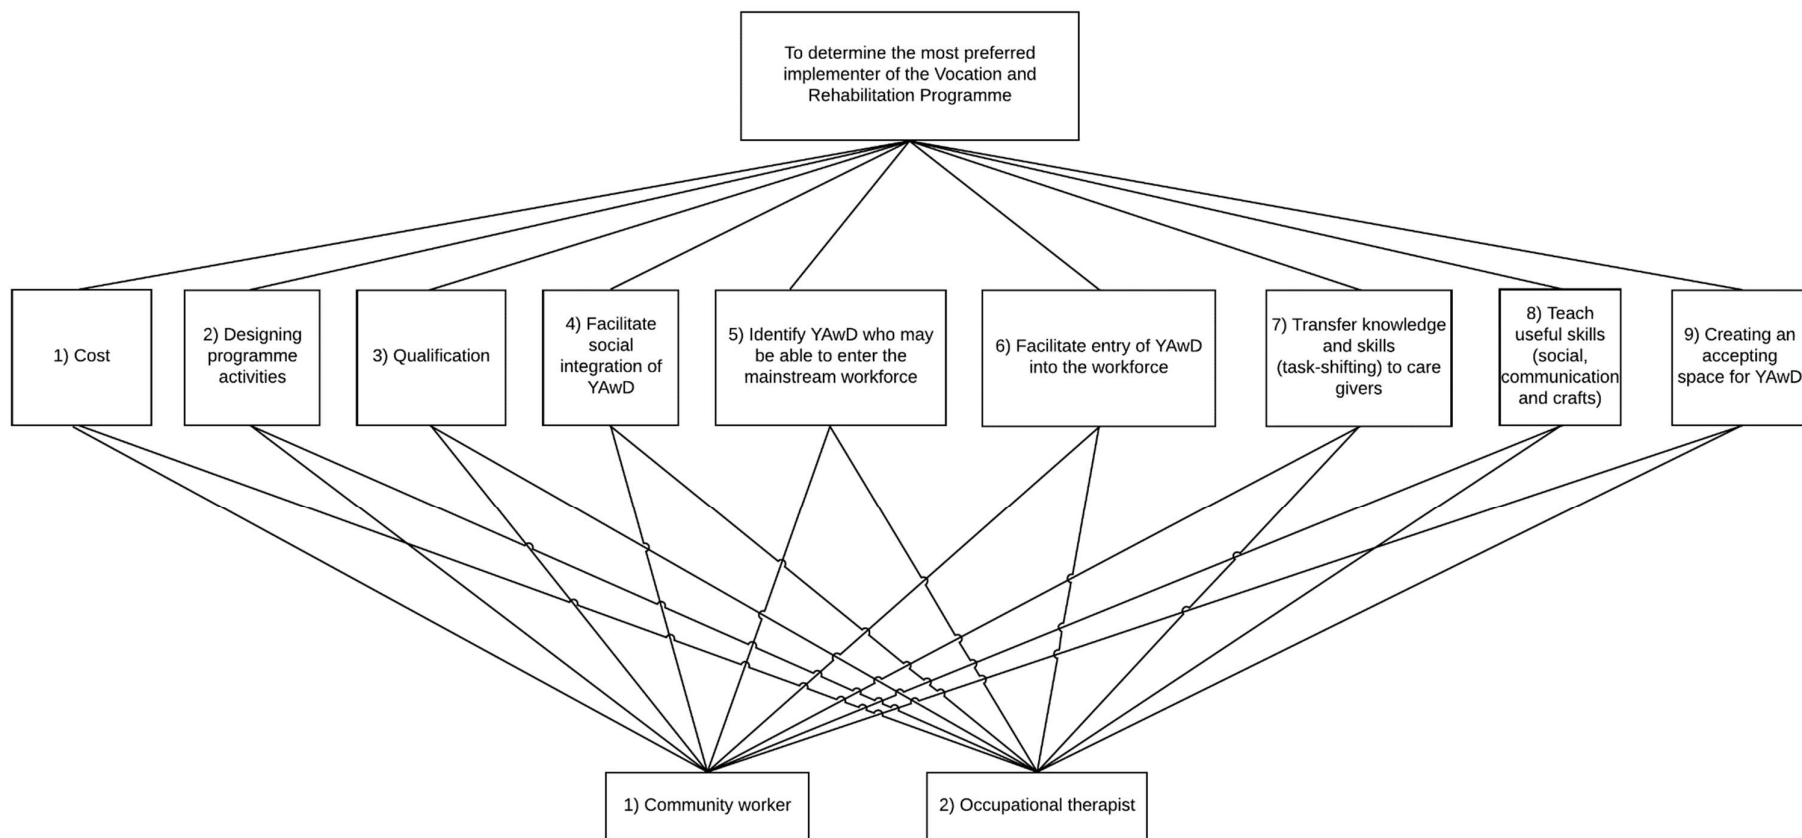 To determine the most preferred
implementer of the Vocation and
Rehabilitation Programme
1) Cost
2) Designing
programme
activities
3) Qualification
4) Facilitate
social
integration of
YAwD
5) Identify YAwD who may
be able to enter the
mainstream workforce
6) Facilitate entry of YAwD
into the workforce
7) Transfer knowledge
and skills
(task-shifting) to care
givers
8) Teach
useful skills
(social,
communication
and crafts)
9) Creating an
accepting
space for YAwD
1) Community worker
2) Occupational therapist